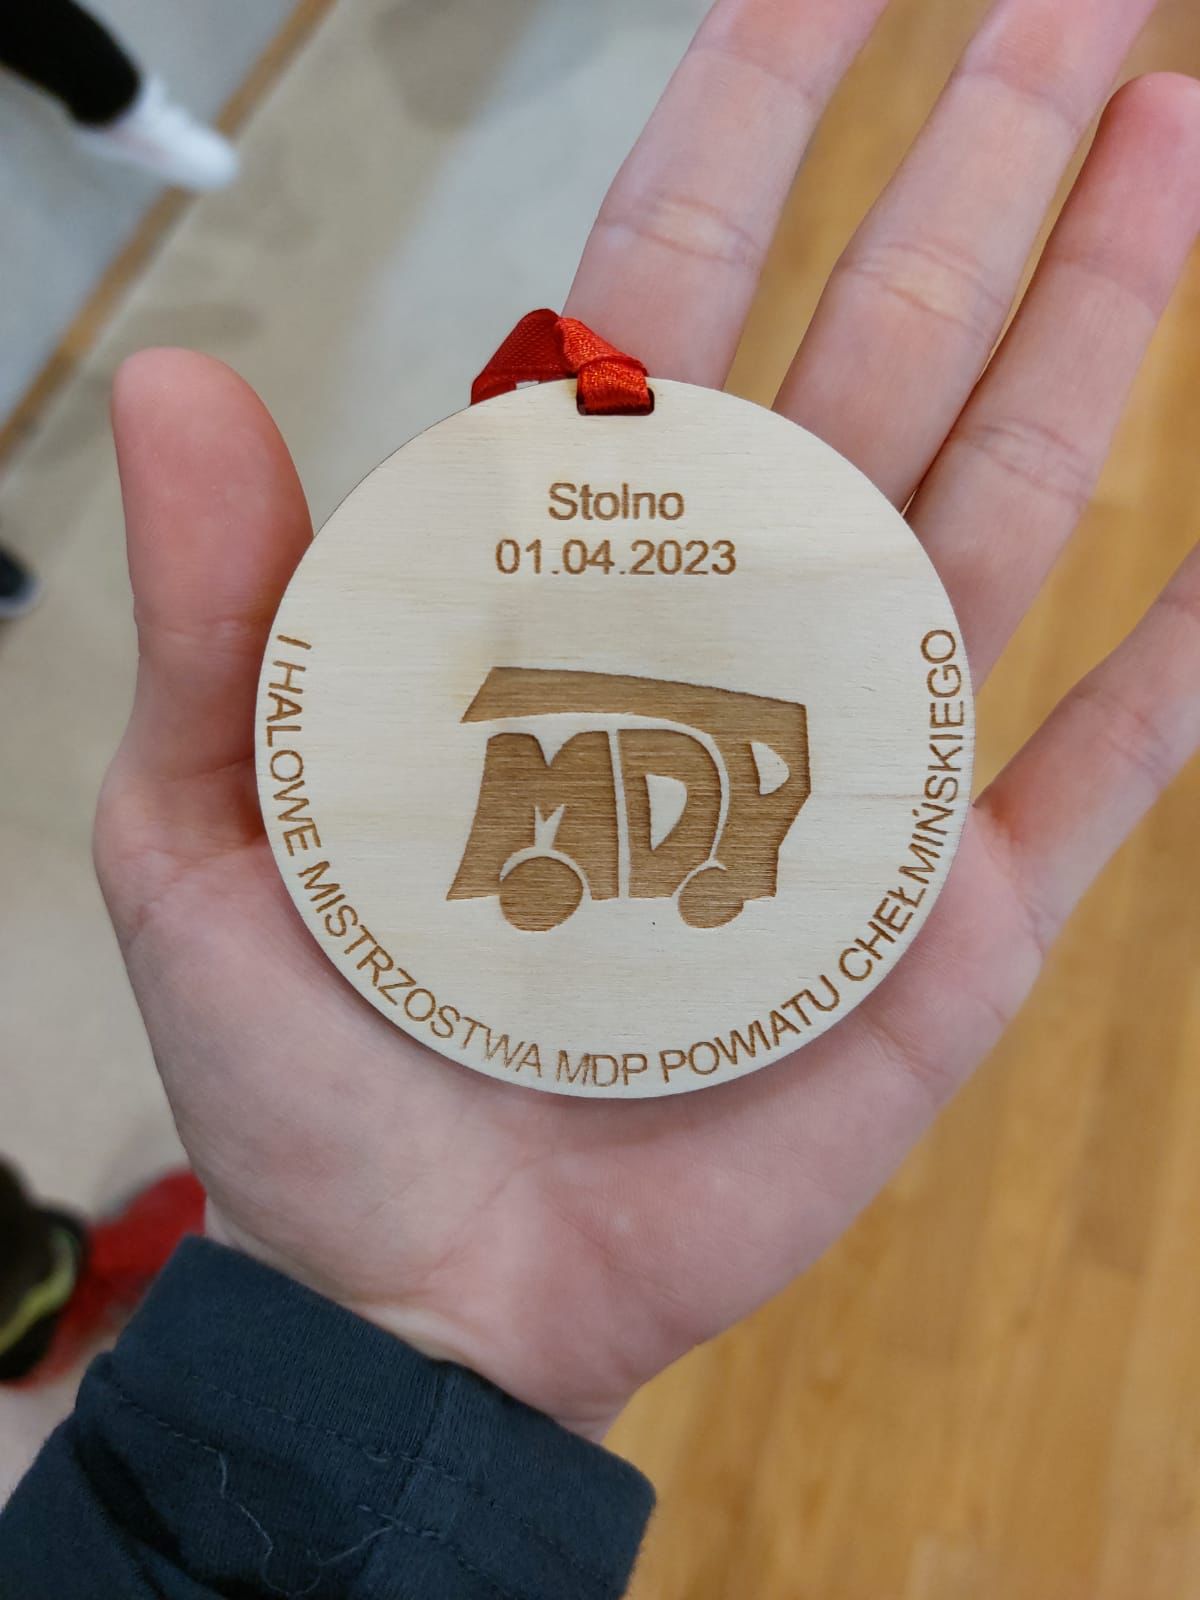 Stolno
01.04.2023
MDP
I HALOWE MISTRZOSTWA MDP POWIATU CHEŁMIŃSKIEGO